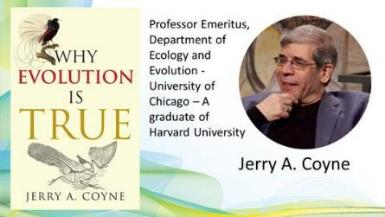 WHY
EVOLUTION
IS
TRUE
JERRY A. COYNE
Professor Emeritus,
Department of
Ecology and
Evolution -
University of
Chicago – A
graduate of
Harvard University
Jerry A. Coyne